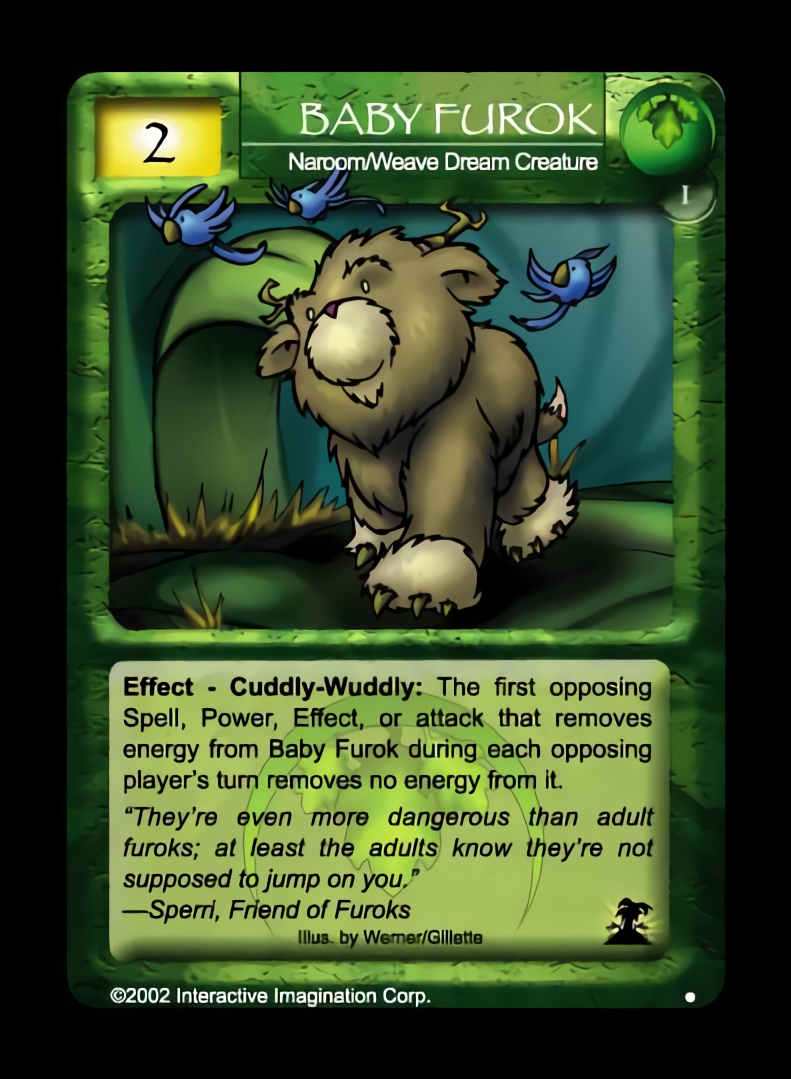 2
BABY FUROK
Naroom/Weave Dream Creature
I
Effect - Cuddly-Wuddly: The first opposing
Spell, Power, Effect, or attack that removes
energy from Baby Furok during each opposing
player's turn removes no energy from it.
"They're even more dangerous than adult
furoks; at least the adults know they're not
supposed to jump on you."
—Sperri, Friend of Furoks
Illus. by Werner/Gillette
©2002 Interactive Imagination Corp.